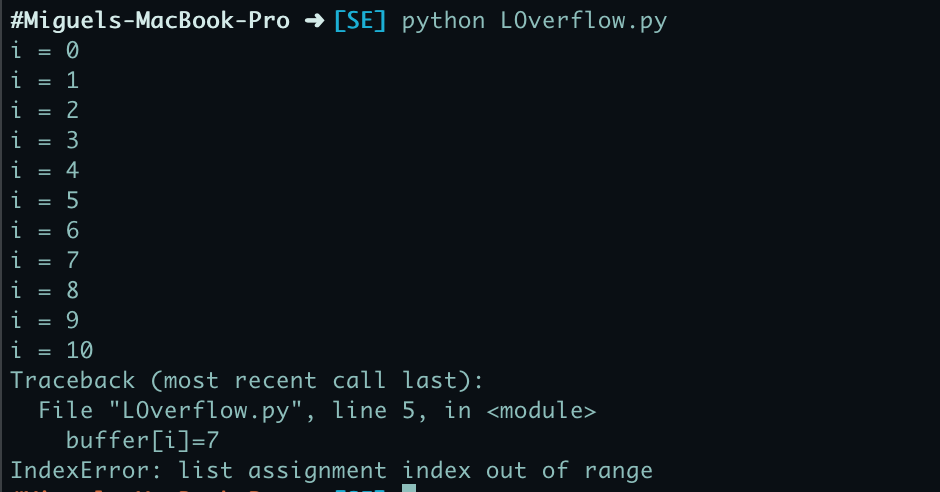 #Miguels-MacBook-Pro ➜ [SE] python LOverflow.py
i = 0
i = 1
i = 2
i = 3
i = 4
i = 5
i = 6
i = 7
i = 8
i = 9
i = 10
Traceback (most recent call last):
  File "LOverflow.py", line 5, in <module>
    buffer[i]=7
IndexError: list assignment index out of range